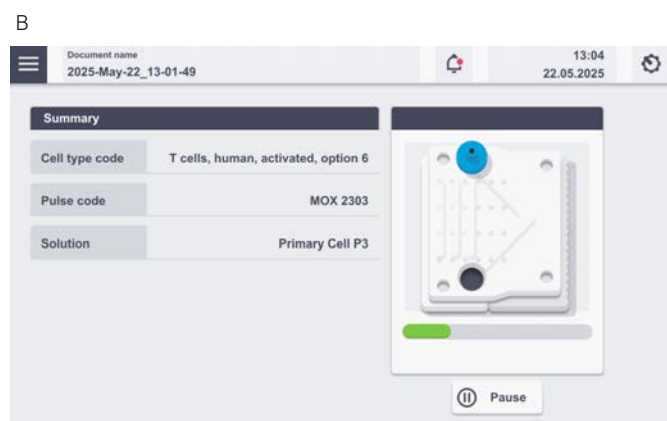 B
Document name
2025-May-22_13-01-49
13:04
22.05.2025
Summary
Cell type code T cells, human, activated, option 6
Pulse code MOX 2303
Solution Primary Cell P3
Pause